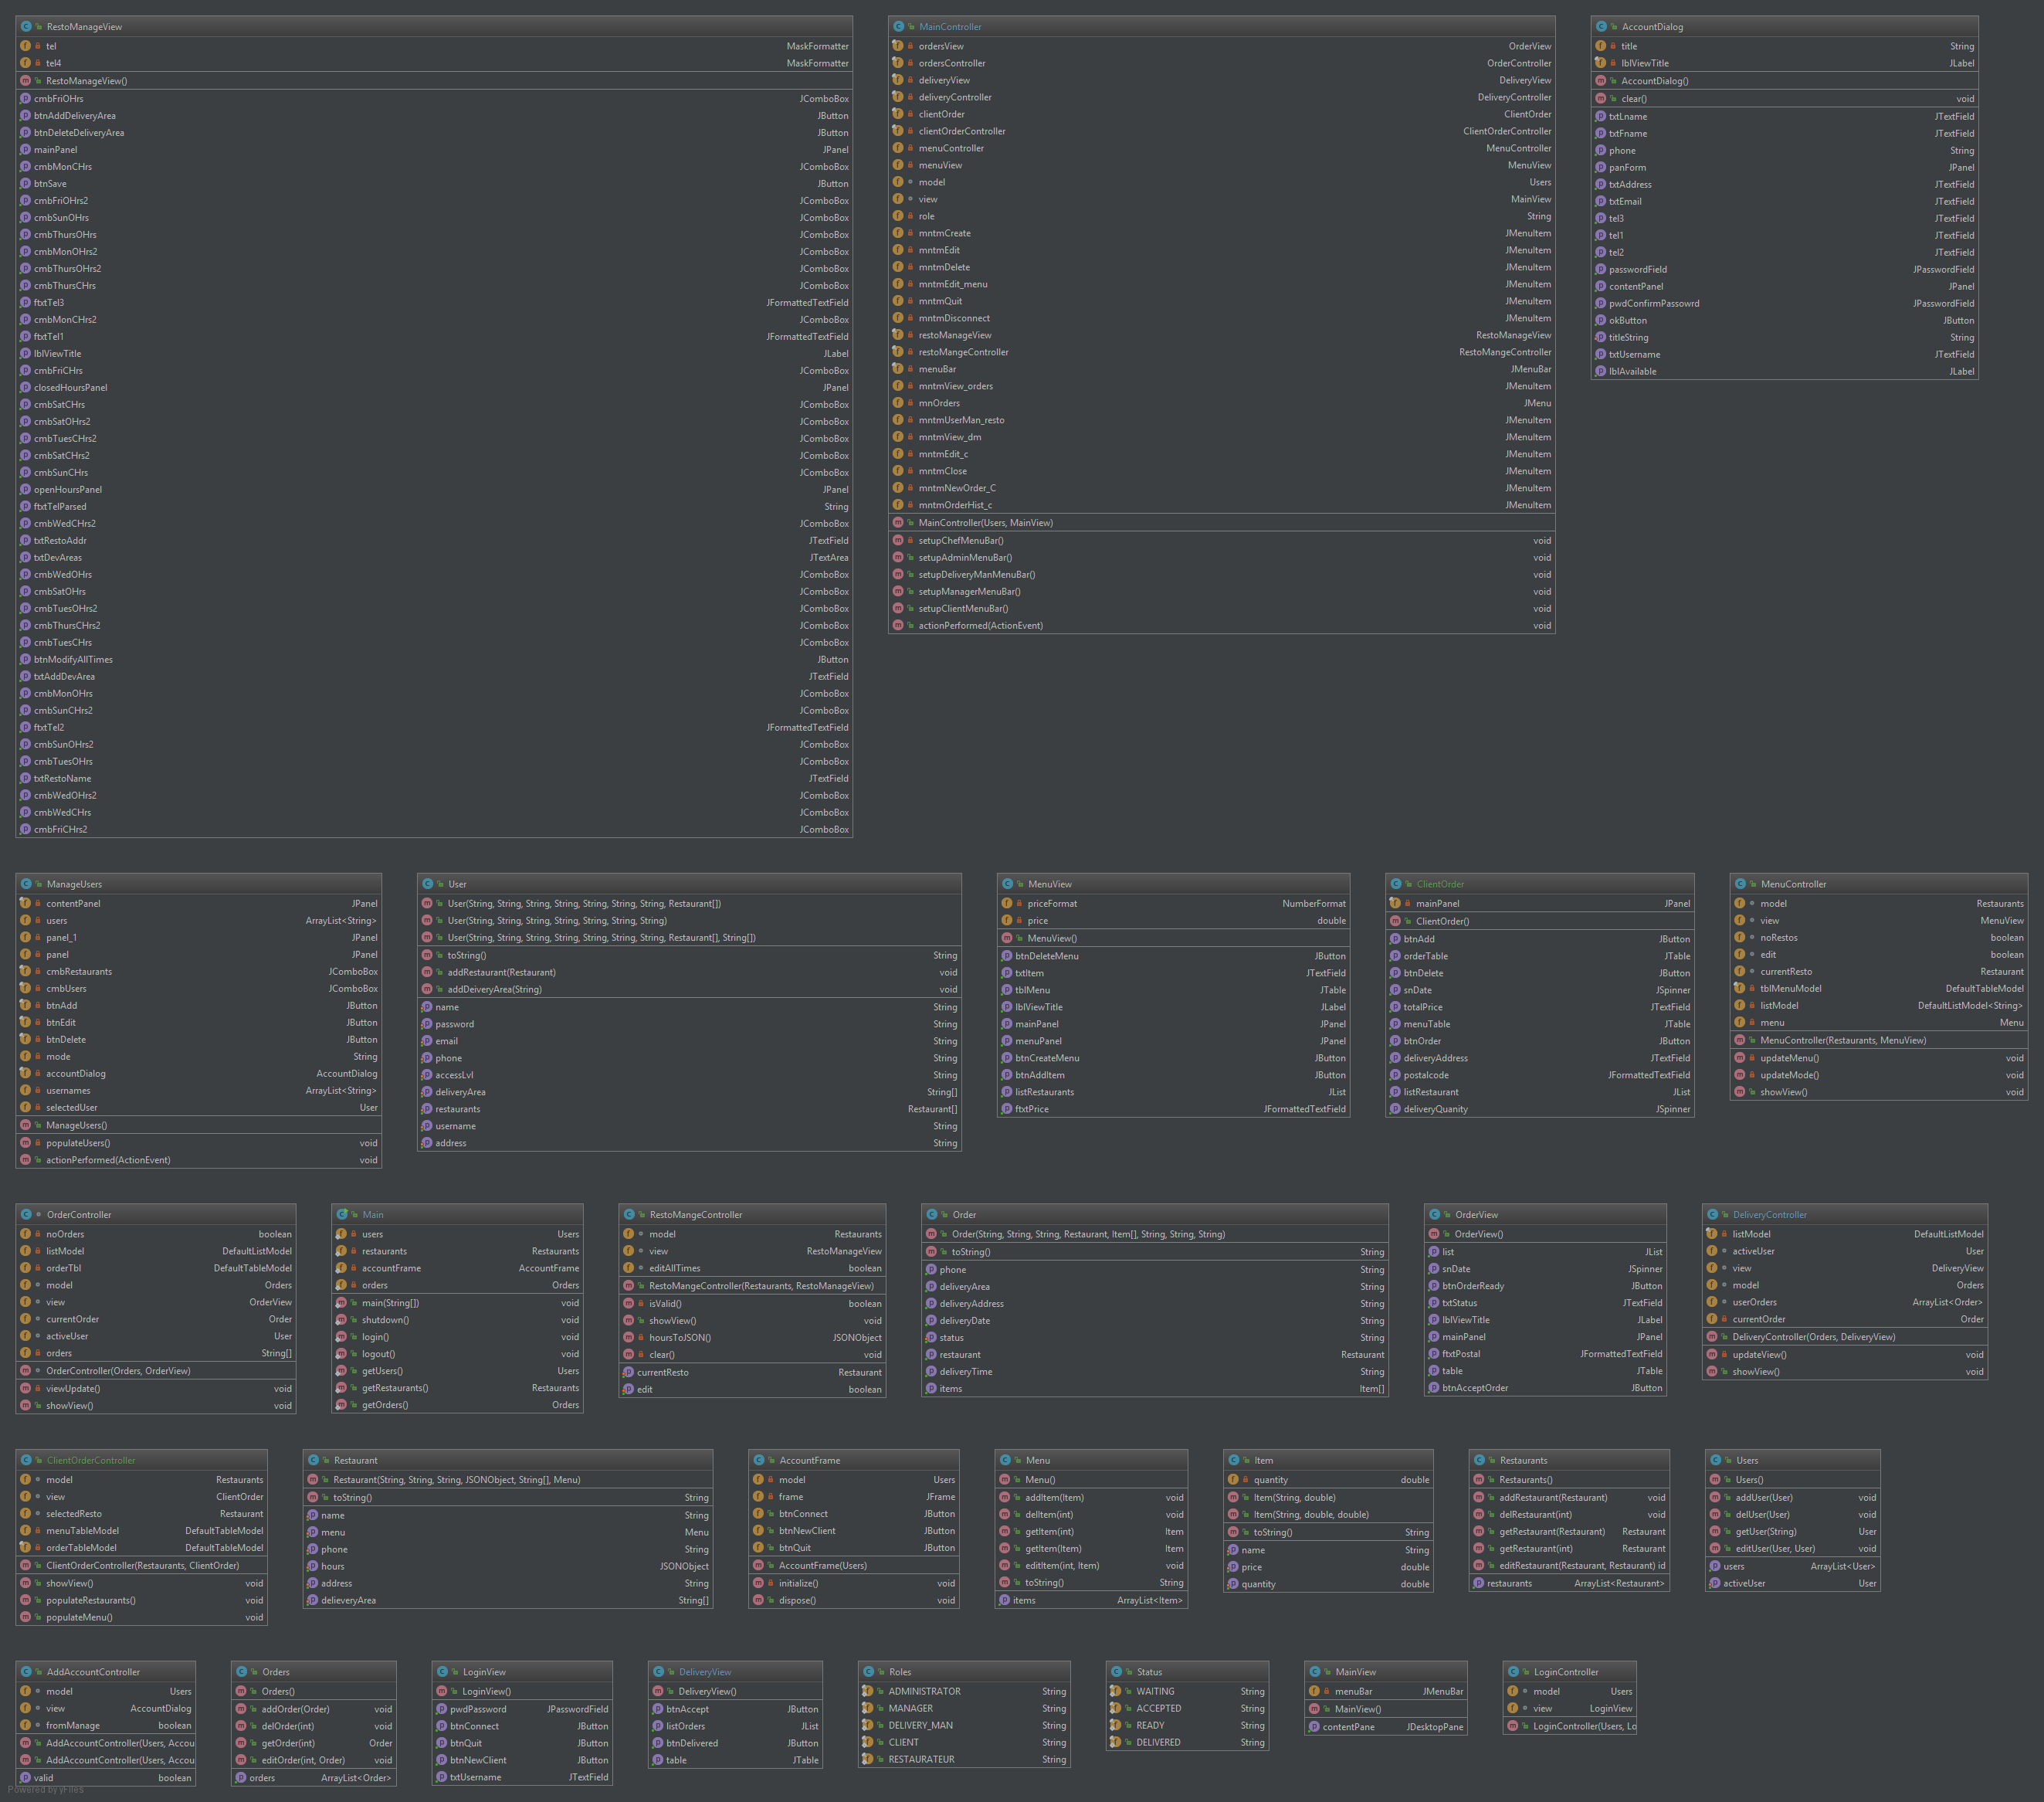 RestoManageView
tel MaskFormatter
tel4 MaskFormatter
RestoManageView()
cmbFriOHrs JComboBox
btnAddDeliveryArea JButton
btnDeleteDeliveryArea JButton
mainPanel JPanel
cmbMonCHrs JComboBox
btnSave JButton
cmbFriOHrs2 JComboBox
cmbSunOHrs JComboBox
cmbThursOHrs JComboBox
cmbMonOHrs2 JComboBox
cmbThursOHrs2 JComboBox
cmbThursCHrs JComboBox
ftxtTel3 JFormattedTextField
cmbMonCHrs2 JComboBox
ftxtTel1 JFormattedTextField
lblViewTitle JLabel
cmbFriCHrs JComboBox
closedHoursPanel JPanel
cmbSatCHrs JComboBox
cmbSatOHrs2 JComboBox
cmbTuesCHrs2 JComboBox
cmbSatCHrs2 JComboBox
cmbSunCHrs JComboBox
openHoursPanel JPanel
ftxtTelParsed String
cmbWedCHrs2 JComboBox
txtRestoAddr JTextField
txtDevAreas JTextArea
cmbWedOHrs JComboBox
cmbSatOHrs JComboBox
cmbTuesOHrs2 JComboBox
cmbThursCHrs2 JComboBox
cmbTuesCHrs JComboBox
btnModifyAllTimes JButton
txtAddDevArea JTextField
cmbMonOHrs JComboBox
cmbSunCHrs2 JComboBox
ftxtTel2 JFormattedTextField
cmbSunOHrs2 JComboBox
cmbTuesOHrs JComboBox
txtRestoName JTextField
cmbWedOHrs2 JComboBox
cmbWedCHrs JComboBox
cmbFriCHrs2 JComboBox
MainController
ordersView OrderView
ordersController OrderController
deliveryView DeliveryView
deliveryController DeliveryController
clientOrder ClientOrder
clientOrderController ClientOrderController
menuController MenuController
menuView MenuView
model Users
view MainView
role String
mntmCreate JMenuItem
mntmEdit JMenuItem
mntmDelete JMenuItem
mntmEdit_menu JMenuItem
mntmQuit JMenuItem
mntmDisconnect JMenuItem
restoManageView RestoManageView
restoMangeController RestoMangeController
menuBar JMenuBar
mntmView_orders JMenuItem
mnOrders JMenu
mntmUserMan_resto JMenuItem
mntmView_dm JMenuItem
mntmEdit_c JMenuItem
mntmClose JMenuItem
mntmNewOrder_C JMenuItem
mntmOrderHist_c JMenuItem
MainController(Users, MainView)
setupChefMenuBar() void
setupAdminMenuBar() void
setupDeliveryManMenuBar() void
setupManagerMenuBar() void
setupClientMenuBar() void
actionPerformed(ActionEvent) void
AccountDialog
title String
lblViewTitle JLabel
AccountDialog()
clear() void
txtLname JTextField
txtFname JTextField
phone String
panForm JPanel
txtAddress JTextField
txtEmail JTextField
tel3 JTextField
tel1 JTextField
tel2 JTextField
passwordField JPasswordField
contentPanel JPanel
pwdConfirmPassowrd JPasswordField
okButton JButton
titleString String
txtUsername JTextField
lblAvailable JLabel
ManageUsers
contentPanel JPanel
users ArrayList<String>
panel_1 JPanel
panel JPanel
cmbRestaurants JComboBox
cmbUsers JComboBox
btnAdd JButton
btnEdit JButton
btnDelete JButton
mode String
accountDialog AccountDialog
usernames ArrayList<String>
selectedUser User
ManageUsers()
populateUsers() void
actionPerformed(ActionEvent) void
User
User(String, String, String, String, String, String, String, Restaurant[])
User(String, String, String, String, String, String, String)
User(String, String, String, String, String, String, String, Restaurant[], String[])
toString() String
addRestaurant(Restaurant) void
addDeiveryArea(String) void
name String
password String
email String
phone String
accessLvl String
deliveryArea String[]
restaurants Restaurant[]
username String
address String
MenuView
priceFormat NumberFormat
price double
MenuView()
btnDeleteMenu JButton
txtItem JTextField
tblMenu JTable
lblViewTitle JLabel
mainPanel JPanel
menuPanel JPanel
btnCreateMenu JButton
btnAddItem JButton
listRestaurants JList
ftxtPrice JFormattedTextField
ClientOrder
mainPanel JPanel
ClientOrder()
btnAdd JButton
orderTable JTable
btnDelete JButton
snDate JSpinner
totalPrice JTextField
menuTable JTable
btnOrder JButton
deliveryAddress JTextField
postalcode JFormattedTextField
listRestaurant JList
deliveryQuanity JSpinner
MenuController
model Restaurants
view MenuView
noRestos boolean
edit boolean
currentResto Restaurant
tblMenuModel DefaultTableModel
listModel DefaultListModel<String>
menu Menu
MenuController(Restaurants, MenuView)
updateMenu() void
updateMode() void
showView() void
OrderController
noOrders boolean
listModel DefaultListModel
orderTbl DefaultTableModel
model Orders
view OrderView
currentOrder Order
activeUser User
orders String[]
OrderController(Orders, OrderView)
viewUpdate() void
showView() void
Main
users Users
restaurants Restaurants
accountFrame AccountFrame
orders Orders
main(String[]) void
shutdown() void
login() void
logout() void
getUsers() Users
getRestaurants() Restaurants
getOrders() Orders
RestoMangeController
model Restaurants
view RestoManageView
editAllTimes boolean
RestoMangeController(Restaurants, RestoManageView)
isValid() boolean
showView() void
hoursToJSON() JSONObject
clear() void
currentResto Restaurant
edit boolean
Order
Order(String, String, String, Restaurant, Item[], String, String, String)
toString() String
phone String
deliveryArea String
deliveryAddress String
deliveryDate String
status String
restaurant Restaurant
deliveryTime String
items Item[]
OrderView
OrderView()
list JList
snDate JSpinner
btnOrderReady JButton
txtStatus JTextField
lblViewTitle JLabel
mainPanel JPanel
ftxtPostal JFormattedTextField
table JTable
btnAcceptOrder JButton
DeliveryController
listModel DefaultListModel
activeUser User
view DeliveryView
model Orders
userOrders ArrayList<Order>
currentOrder Order
DeliveryController(Orders, DeliveryView)
updateView() void
showView() void
ClientOrderController
model Restaurants
view ClientOrder
selectedResto Restaurant
menuTableModel DefaultTableModel
orderTableModel DefaultTableModel
ClientOrderController(Restaurants, ClientOrder)
showView() void
populateRestaurants() void
populateMenu() void
Restaurant
Restaurant(String, String, String, JSONObject, String[], Menu)
toString() String
name String
menu Menu
phone String
hours JSONObject
address String
delieveryArea String[]
AccountFrame
model Users
frame JFrame
btnConnect JButton
btnNewClient JButton
btnQuit JButton
AccountFrame(Users)
initialize() void
dispose() void
Menu
Menu()
addItem(Item) void
delItem(int) void
getItem(int) Item
getItem(Item) Item
editItem(int, Item) void
toString() String
items ArrayList<Item>
Item
quantity double
Item(String, double)
Item(String, double, double)
toString() String
name String
price double
quantity double
Restaurants
Restaurants()
addRestaurant(Restaurant) void
delRestaurant(int) void
getRestaurant(Restaurant) Restaurant
getRestaurant(int) Restaurant
editRestaurant(Restaurant, Restaurant) id
restaurants ArrayList<Restaurant>
Users
Users()
addUser(User) void
delUser(User) void
getUser(String) User
editUser(User, User) void
users ArrayList<User>
activeUser User
AddAccountController
model Users
view AccountDialog
fromManage boolean
AddAccountController(Users, Accou
AddAccountController(Users, Accou
valid boolean
Orders
Orders()
addOrder(Order) void
delOrder(int) void
getOrder(int) Order
editOrder(int, Order) void
orders ArrayList<Order>
LoginView
LoginView()
pwdPassword JPasswordField
btnConnect JButton
btnQuit JButton
btnNewClient JButton
txtUsername JTextField
DeliveryView
DeliveryView()
btnAccept JButton
listOrders JList
btnDelivered JButton
table JTable
Roles
ADMINISTRATOR String
MANAGER String
DELIVERY_MAN String
CLIENT String
RESTAURATEUR String
Status
WAITING String
ACCEPTED String
READY String
DELIVERED String
MainView
menuBar JMenuBar
MainView()
contentPane JDesktopPane
LoginController
model Users
view LoginView
LoginController(Users, Lo
Powered by yFiles